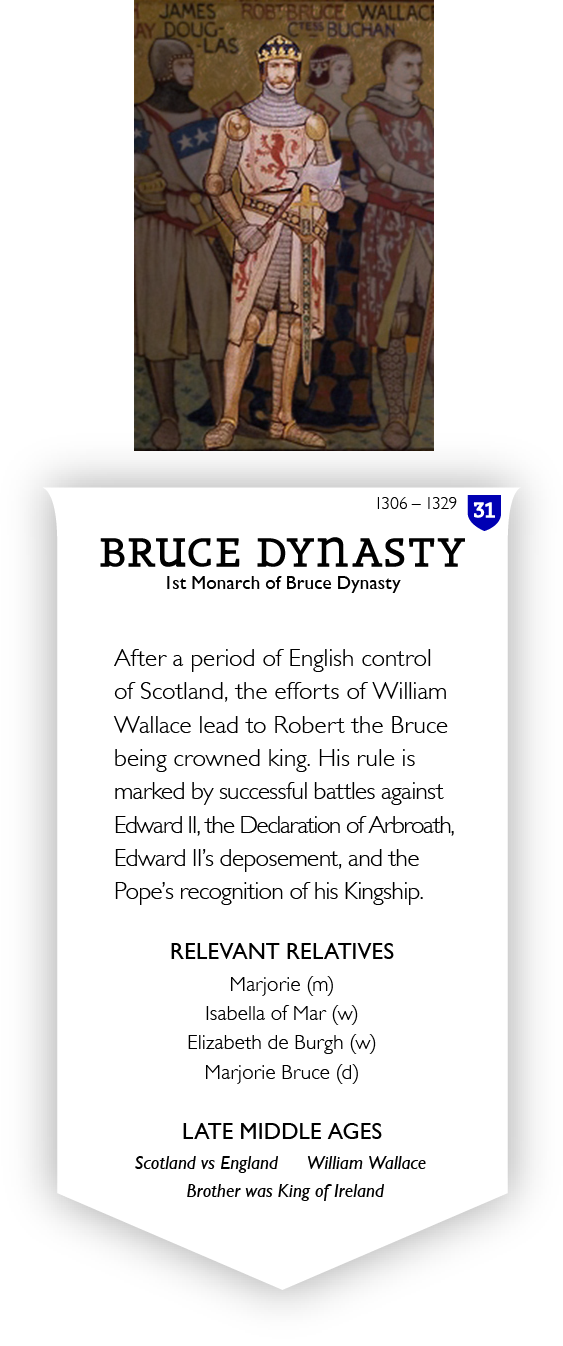 JAMES ROBT BRUCE WALLACE
AY DOUG- CTESS BUCHAN
-LAS
1306 – 1329 31
BRUCE DYNASTY
1st Monarch of Bruce Dynasty
After a period of English control
of Scotland, the efforts of William
Wallace lead to Robert the Bruce
being crowned king. His rule is
marked by successful battles against
Edward II, the Declaration of Arbroath,
Edward II’s deposement, and the
Pope’s recognition of his Kingship.
RELEVANT RELATIVES
Marjorie (m)
Isabella of Mar (w)
Elizabeth de Burgh (w)
Marjorie Bruce (d)
LATE MIDDLE AGES
Scotland vs England William Wallace
Brother was King of Ireland